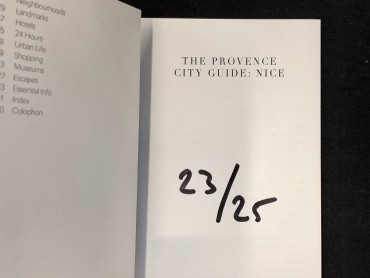 Neighbourhoods
Landmarks
Hotels
24 Hours
Urban Life
Shopping
Museums
Escapes
Essential Info
Index
Colophon
THE PROVENCE
CITY GUIDE: NICE
23/25